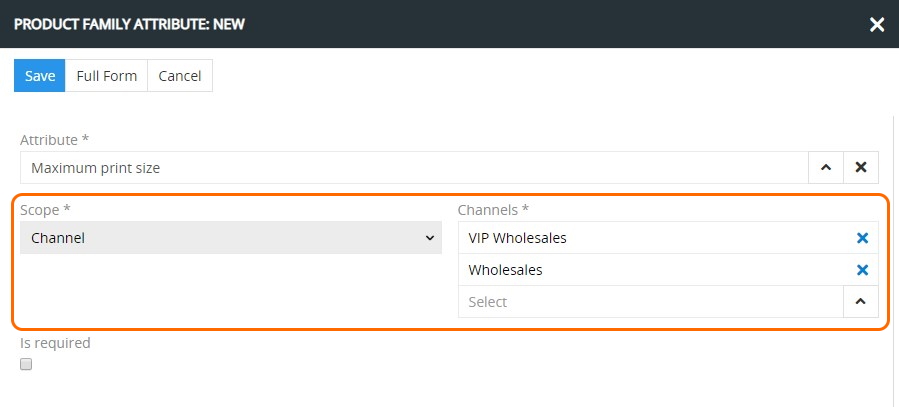 PRODUCT FAMILY ATTRIBUTE: NEW
Save Full Form Cancel
Attribute *
Maximum print size
Scope * Channels *
Channel VIP Wholesales
Wholesales
Select
Is required